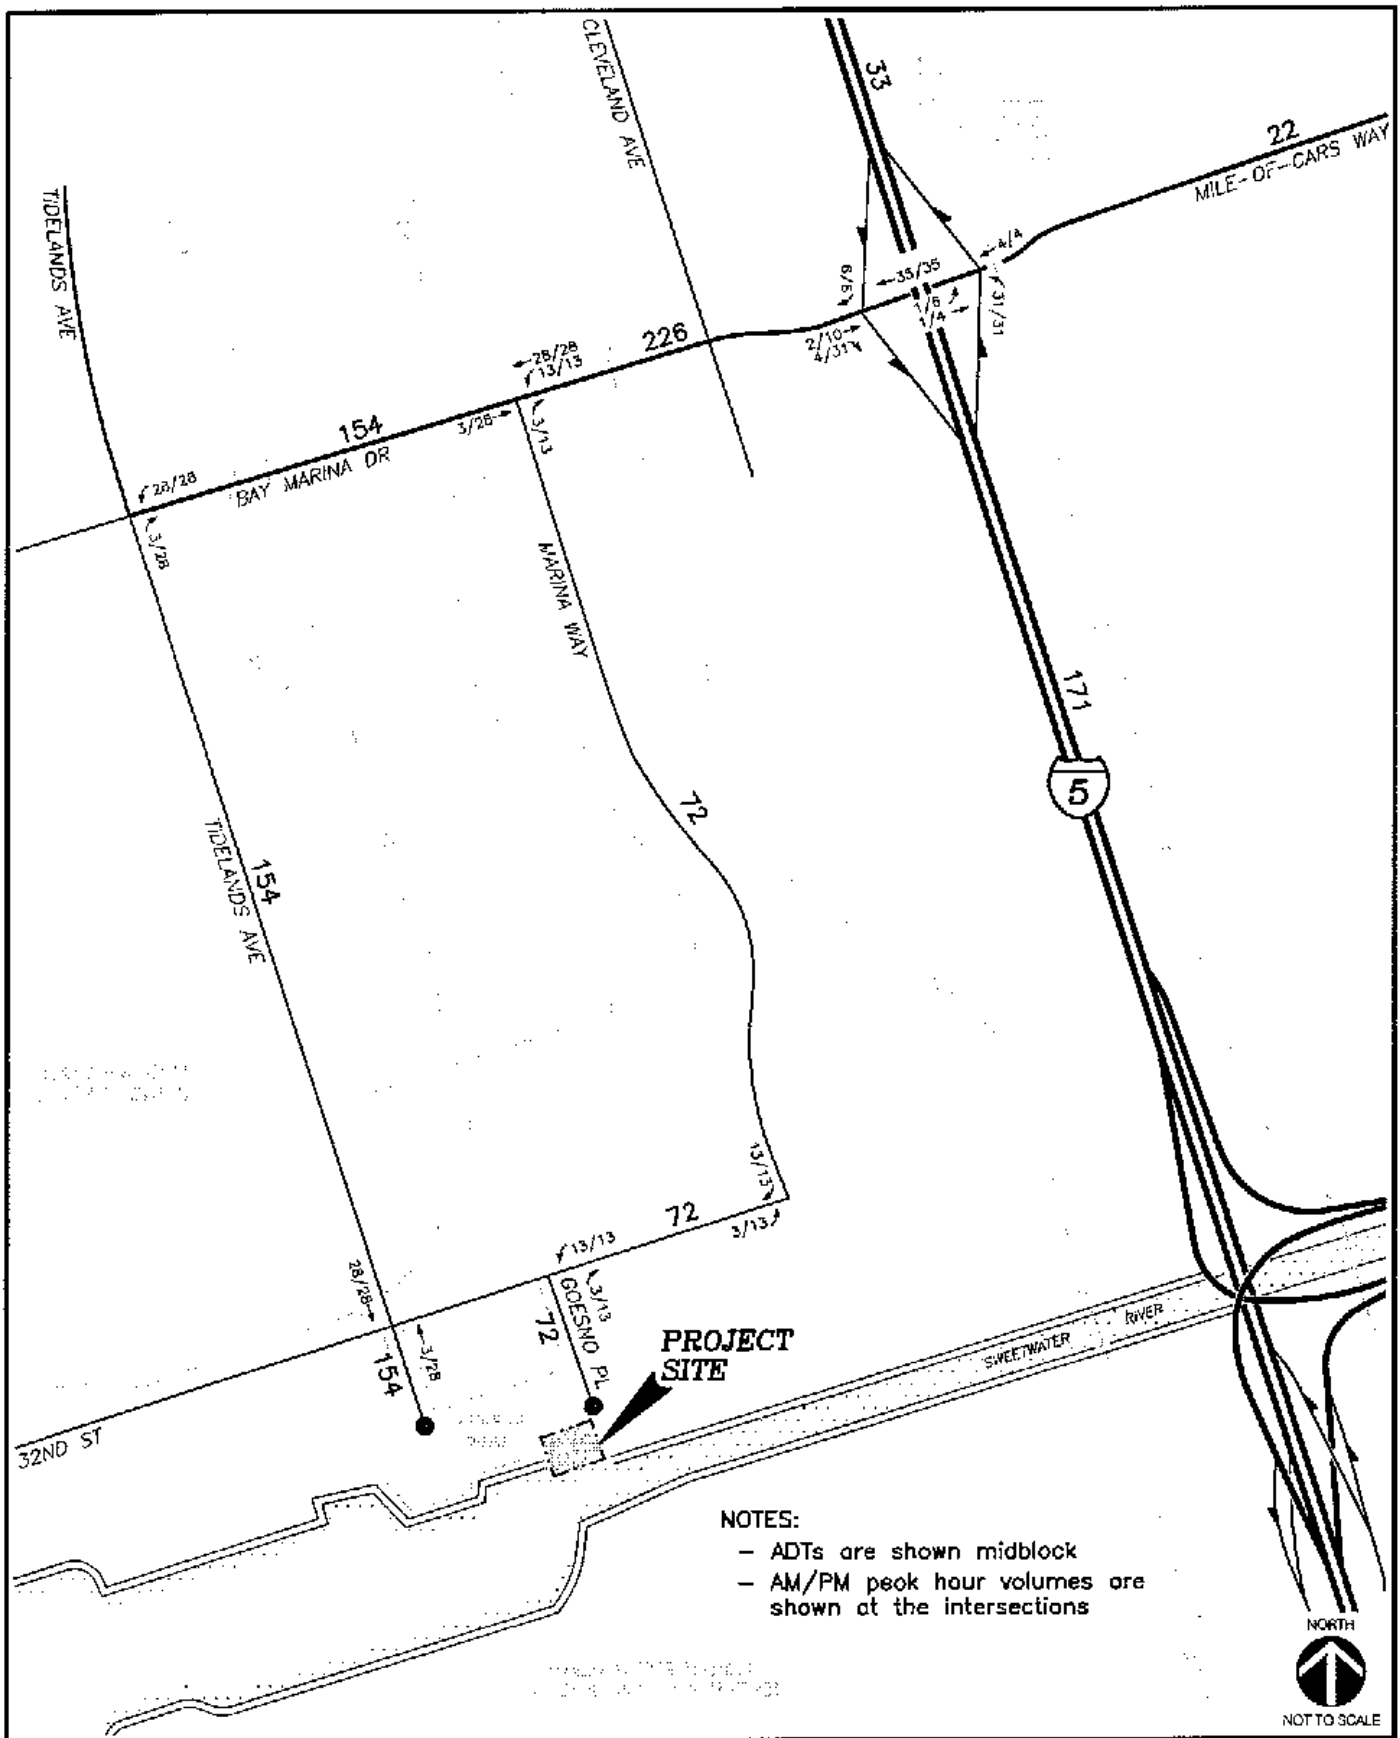 CLEVELAND AVE
33
22
MILE-OF-CARS WAY
TIDELANDS AVE
4/4
35/35
6/6
31/31
1/6
1/4
2/10
4/31
226
28/28
13/13
3/28
3/13
154
BAY MARINA DR
28/28
3/28
MARINA WAY
171
5
72
TIDELANDS AVE
154
13/13
72
3/13
13/13
28/28
3/13
GOESNO PL
72
3/28
154
PROJECT
SITE
SWEETWATER RIVER
32ND ST
NOTES:
- ADTs are shown midblock
- AM/PM peak hour volumes are
shown at the intersections
NORTH
NOT TO SCALE